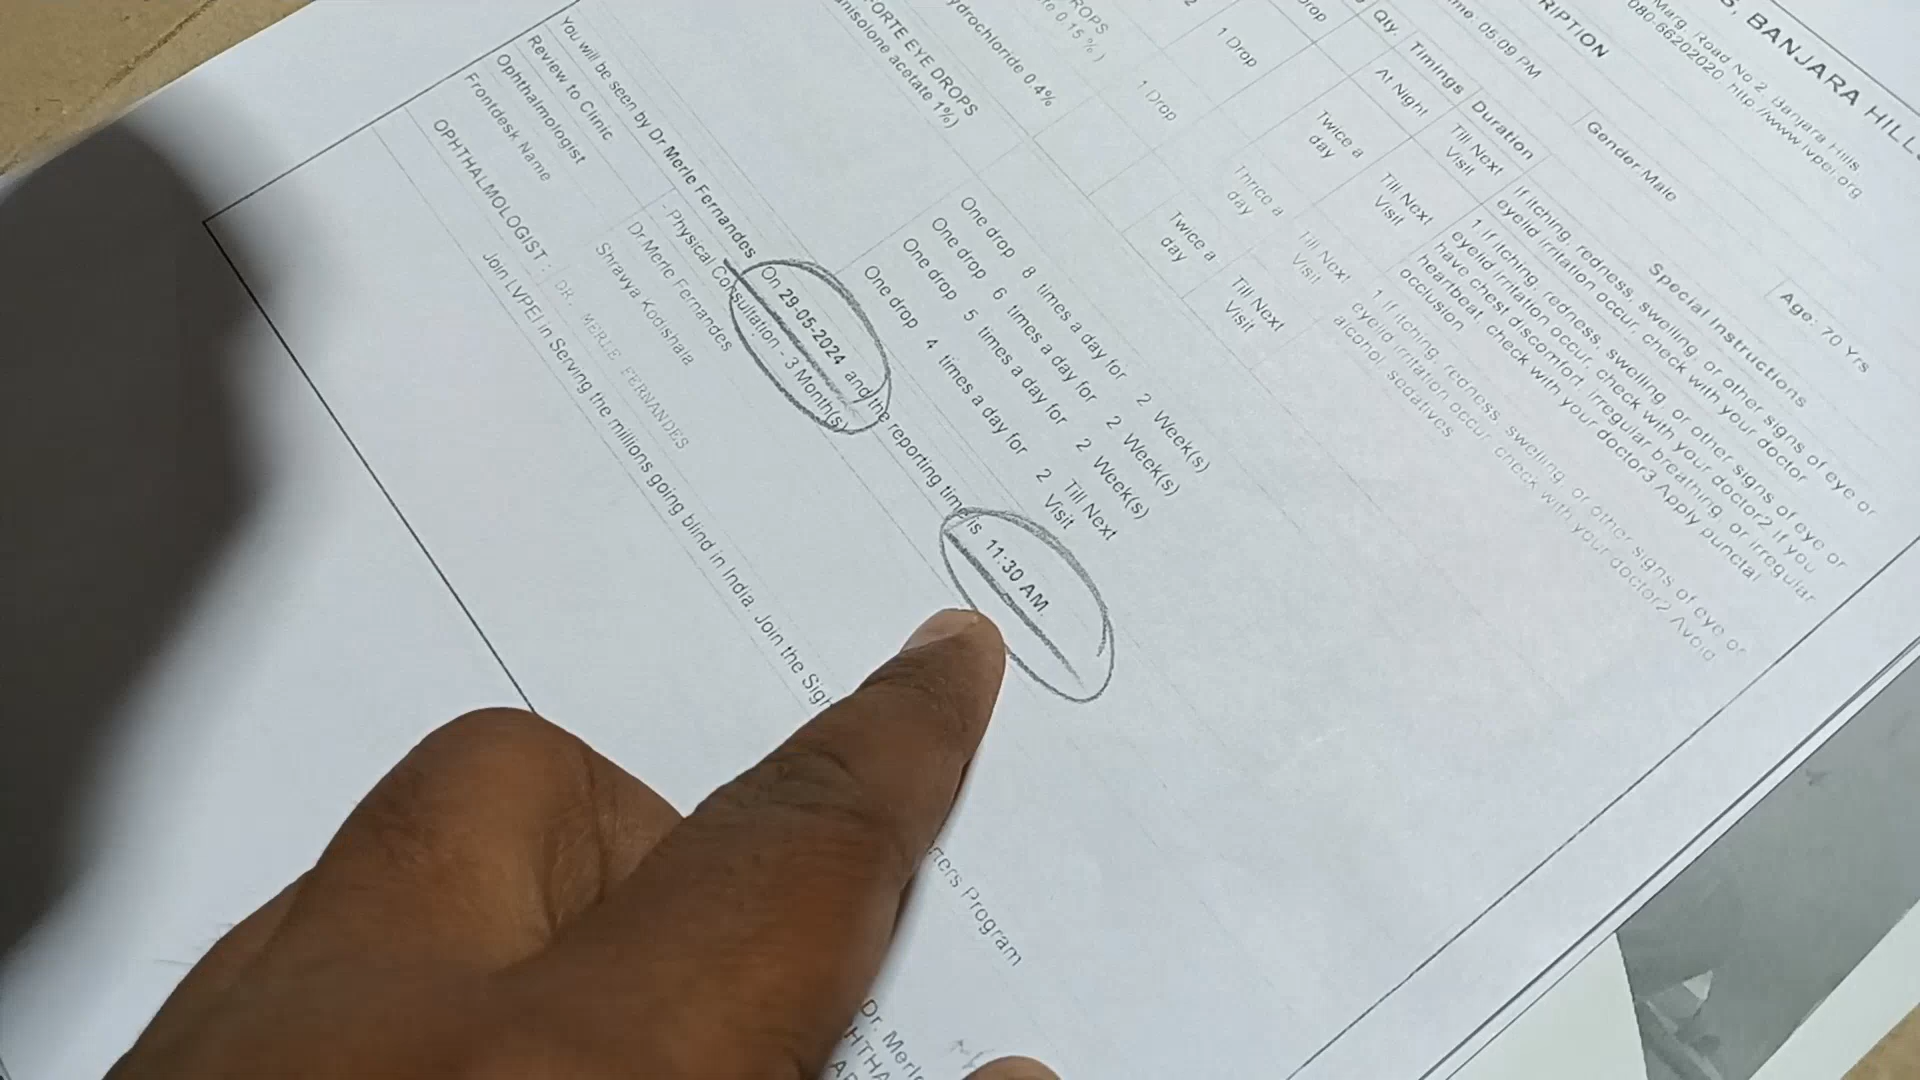 S, BANJARA HILLS
Marg, Road No 2, Banjara Hills
080-66202020, http://www.lvpei.org
RIPTION
me: 05:09 PM
Gender:Male
Age: 70 Yrs
Qty. Timings Duration Special Instructions
At Night Till Next Visit If itching, redness, swelling or other signs of eye or eyelid irritation occur, check with your doctor
1 Drop Twice a day Till Next Visit 1.If itching, redness, swelling, or other signs of eye or eyelid irritation occur, check with your doctor2. If you have chest discomfort, irregular breathing, or irregular heartbeat, check with your doctor3.Apply punctal occlusion
ROPS
0.15 % )
1 Drop Thrice a day Till Next Visit 1.If itching, redness, swelling, or other signs of eye or eyelid irritation occur, check with your doctor2.Avoid alcohol, sedatives
ydrochloride 0.4%
Twice a day Till Next Visit
FORTE EYE DROPS
nisolone acetate 1%)
One drop 8 times a day for 2 Week(s)
One drop 6 times a day for 2 Week(s)
One drop 5 times a day for 2 Week(s)
One drop 4 times a day for 2 Till Next Visit
You will be seen by Dr Merle Fernandes On 29-05-2024 and the reporting time is 11:30 AM.
Review to Clinic - Physical Consultation - 3 Month(s)
Ophthalmologist Dr.Merle Fernandes
Frontdesk Name Shravya Kodishala
OPHTHALMOLOGIST : DR. MERLE FERNANDES
Join LVPEI in Serving the millions going blind in India. Join the Sigh
ners Program
Dr. Merle